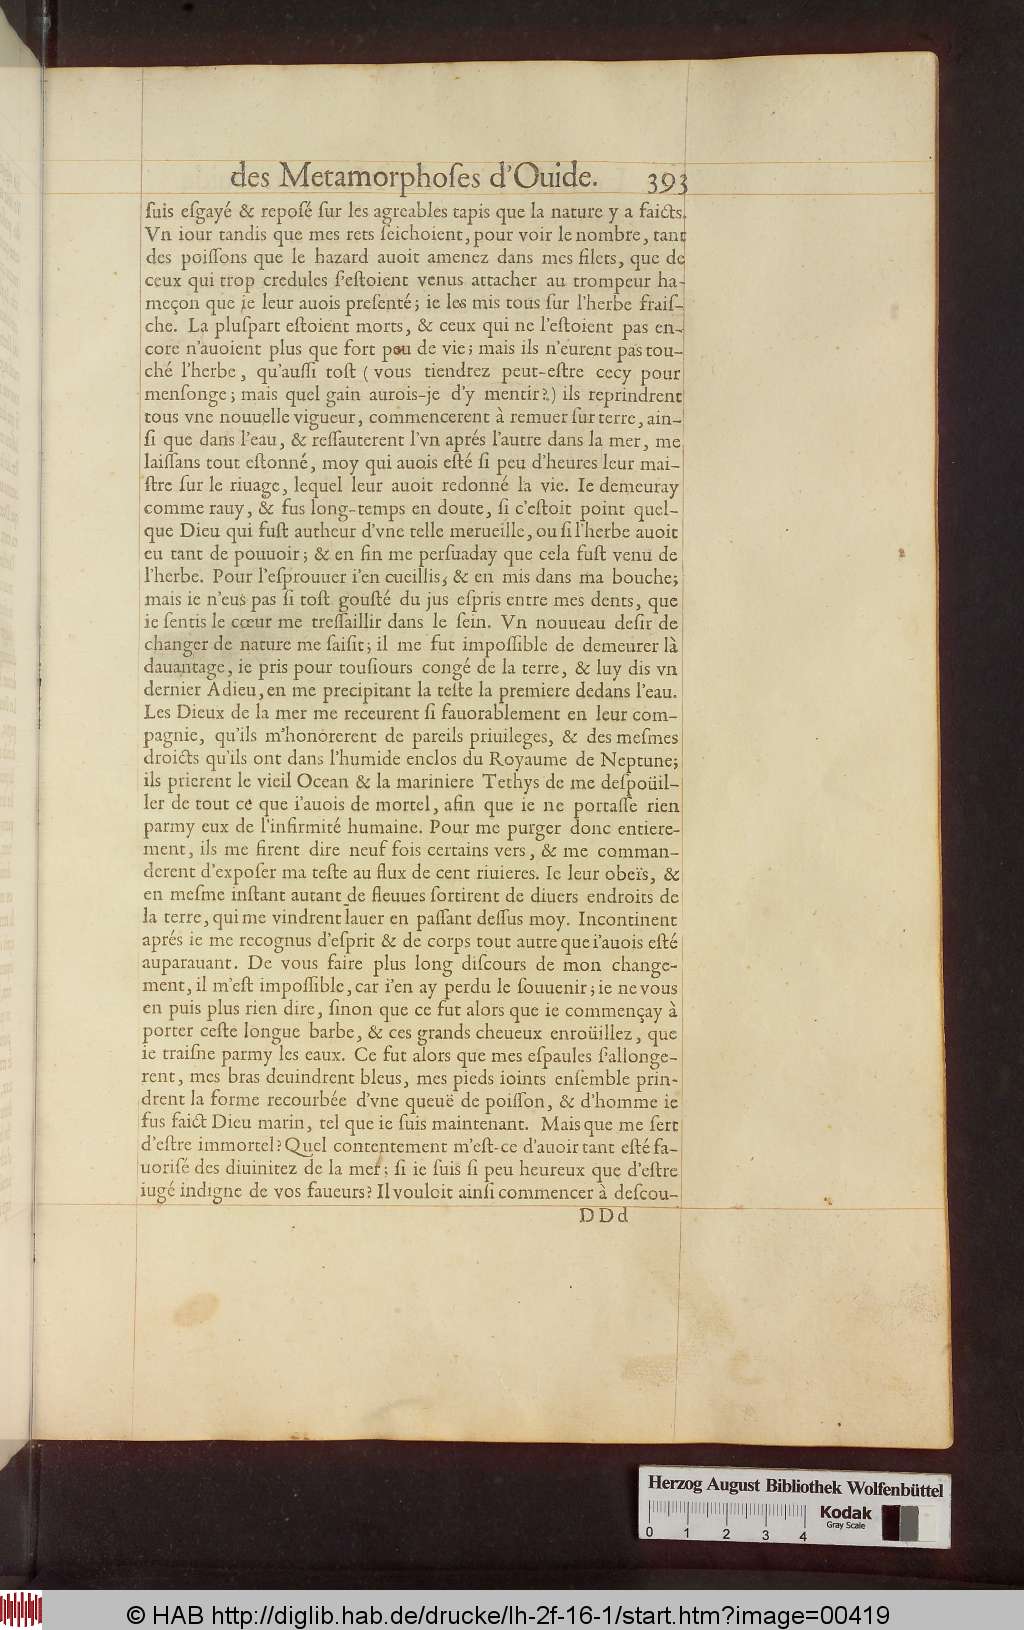 des Metamorphoſes d'Ouide. 393
ſuis eſgayé & repoſé ſur les agreables tapis que la nature y a faicts.
Vn iour tandis que mes rets ſeichoient, pour voir le nombre, tant
des poiſſons que le hazard auoit amenez dans mes filets, que de
ceux qui trop credules s'eſtoient venus attacher au trompeur ha-
meçon que ie leur auois preſenté; ie les mis tous ſur l'herbe fraiſ-
che. La pluſpart eſtoient morts, & ceux qui ne l'eſtoient pas en-
core n'auoient plus que fort peu de vie; mais ils n'eurent pas tou-
ché l'herbe, qu'auſſi toſt ( vous tiendrez peut-eſtre cecy pour
menſonge; mais quel gain aurois-je d'y mentir?) ils reprindrent
tous vne nouuelle vigueur, commencerent à remuer ſur terre, ain-
ſi que dans l'eau, & reſſauterent l'vn aprés l'autre dans la mer, me
laiſſans tout eſtonné, moy qui auois eſté ſi peu d'heures leur mai-
ſtre ſur le riuage, lequel leur auoit redonné la vie. Ie demeuray
comme rauy, & fus long-temps en doute, ſi c'eſtoit point quel-
que Dieu qui fuſt autheur d'vne telle merueille, ou ſi l'herbe auoit
eu tant de pouuoir; & en fin me perſuaday que cela fuſt venu de
l'herbe. Pour l'eſprouuer i'en cueillis, & en mis dans ma bouche;
mais ie n'eus pas ſi toſt gouſté du jus eſpris entre mes dents, que
ie ſentis le cœur me treſſaillir dans le ſein. Vn nouueau deſir de
changer de nature me ſaiſit; il me fut impoſſible de demeurer là
dauantage, ie pris pour touſiours congé de la terre, & luy dis vn
dernier Adieu, en me precipitant la teſte la premiere dedans l'eau.
Les Dieux de la mer me receurent ſi fauorablement en leur com-
pagnie, qu'ils m'honorerent de pareils priuileges, & des meſmes
droicts qu'ils ont dans l'humide enclos du Royaume de Neptune;
ils prierent le vieil Ocean & la mariniere Tethys de me deſpoüil-
ler de tout ce que i'auois de mortel, afin que ie ne portaſſe rien
parmy eux de l'infirmité humaine. Pour me purger donc entiere-
ment, ils me firent dire neuf fois certains vers, & me comman-
derent d'expoſer ma teſte au flux de cent riuieres. Ie leur obeïs, &
en meſme inſtant autant de fleuues ſortirent de diuers endroits de
la terre, qui me vindrent lauer en paſſant deſſus moy. Incontinent
aprés ie me recognus d'eſprit & de corps tout autre que i'auois eſté
auparauant. De vous faire plus long diſcours de mon change-
ment, il m'eſt impoſſible, car i'en ay perdu le ſouuenir; ie ne vous
en puis plus rien dire, ſinon que ce fut alors que ie commençay à
porter ceſte longue barbe, & ces grands cheueux enroüillez, que
ie traiſne parmy les eaux. Ce fut alors que mes eſpaules s'allonge-
rent, mes bras deuindrent bleus, mes pieds ioints enſemble prin-
drent la forme recourbée d'vne queuë de poiſſon, & d'homme ie
fus faict Dieu marin, tel que ie ſuis maintenant. Mais que me ſert
d'eſtre immortel? Quel contentement m'eſt-ce d'auoir tant eſté fa-
uoriſé des diuinitez de la mer; ſi ie ſuis ſi peu heureux que d'eſtre
iugé indigne de vos faueurs? Il vouloit ainſi commencer à deſcou-
DDd
Herzog August Bibliothek Wolfenbüttel
Kodak
Gray Scale
0 1 2 3 4
© HAB http://diglib.hab.de/drucke/lh-2f-16-1/start.htm?image=00419